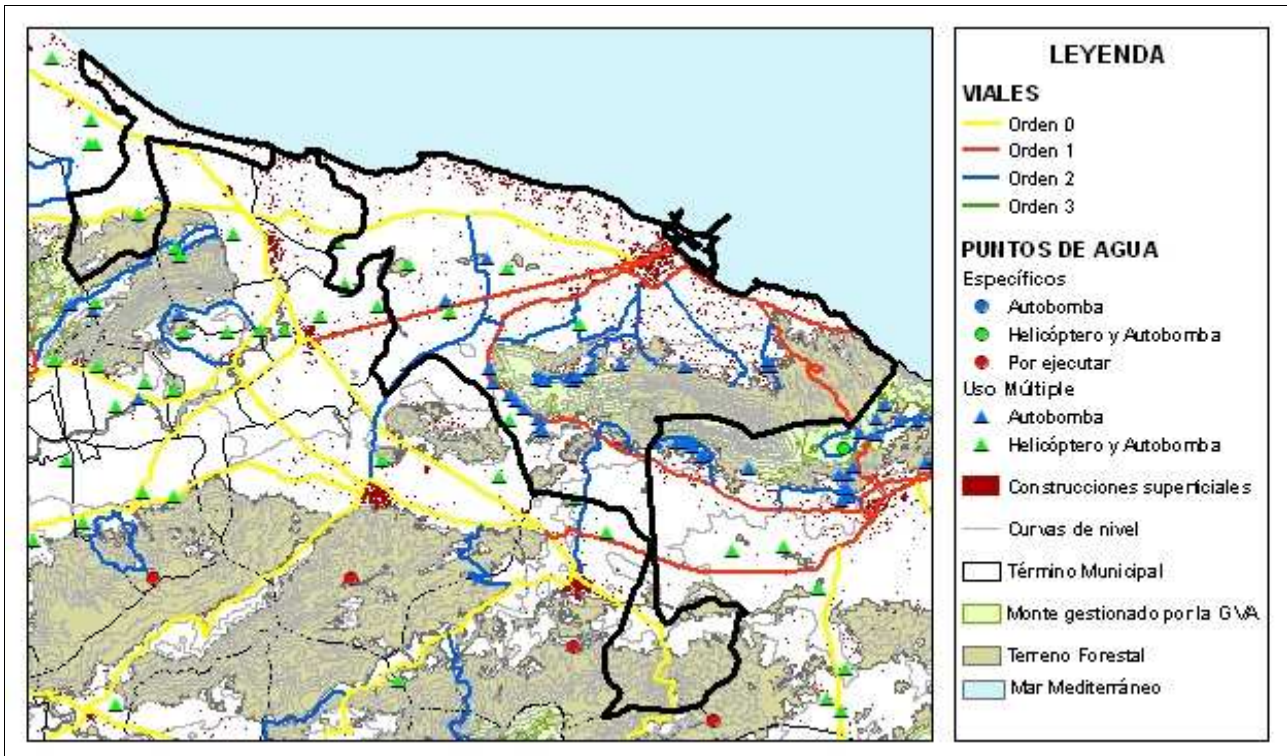 LEYENDA
VIALES
Orden 0
Orden 1
Orden 2
Orden 3
PUNTOS DE AGUA
Específicos
Autobomba
Helicóptero y Autobomba
Por ejecutar
Uso Múltiple
Autobomba
Helicóptero y Autobomba
Construcciones superficiales
Curvas de nivel
Término Municipal
Monte gestionado por la GVA
Terreno Forestal
Mar Mediterráneo